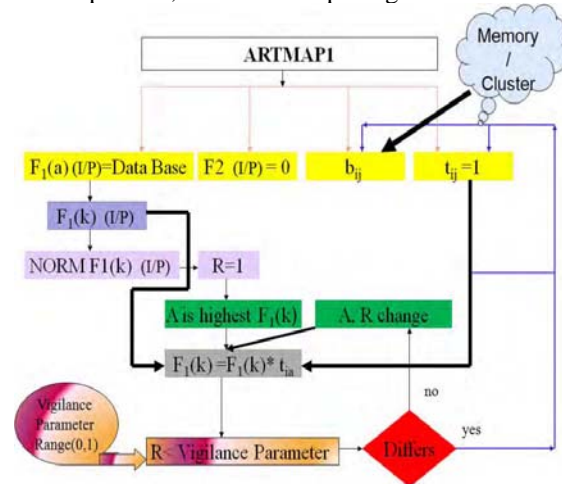 Memory
/
Cluster
ARTMAP1
F₁(a) (I/P)=Data Base
F2 (I/P) = 0
bᵢⱼ
tᵢⱼ =1
F₁(k) (I/P)
NORM F1(k) (I/P)
R=1
A is highest F₁(k)
A, R change
F₁(k) =F₁(k)* tᵢₐ
no
yes
Vigilance
Parameter
Range(0,1)
R< Vigilance Parameter
Differs